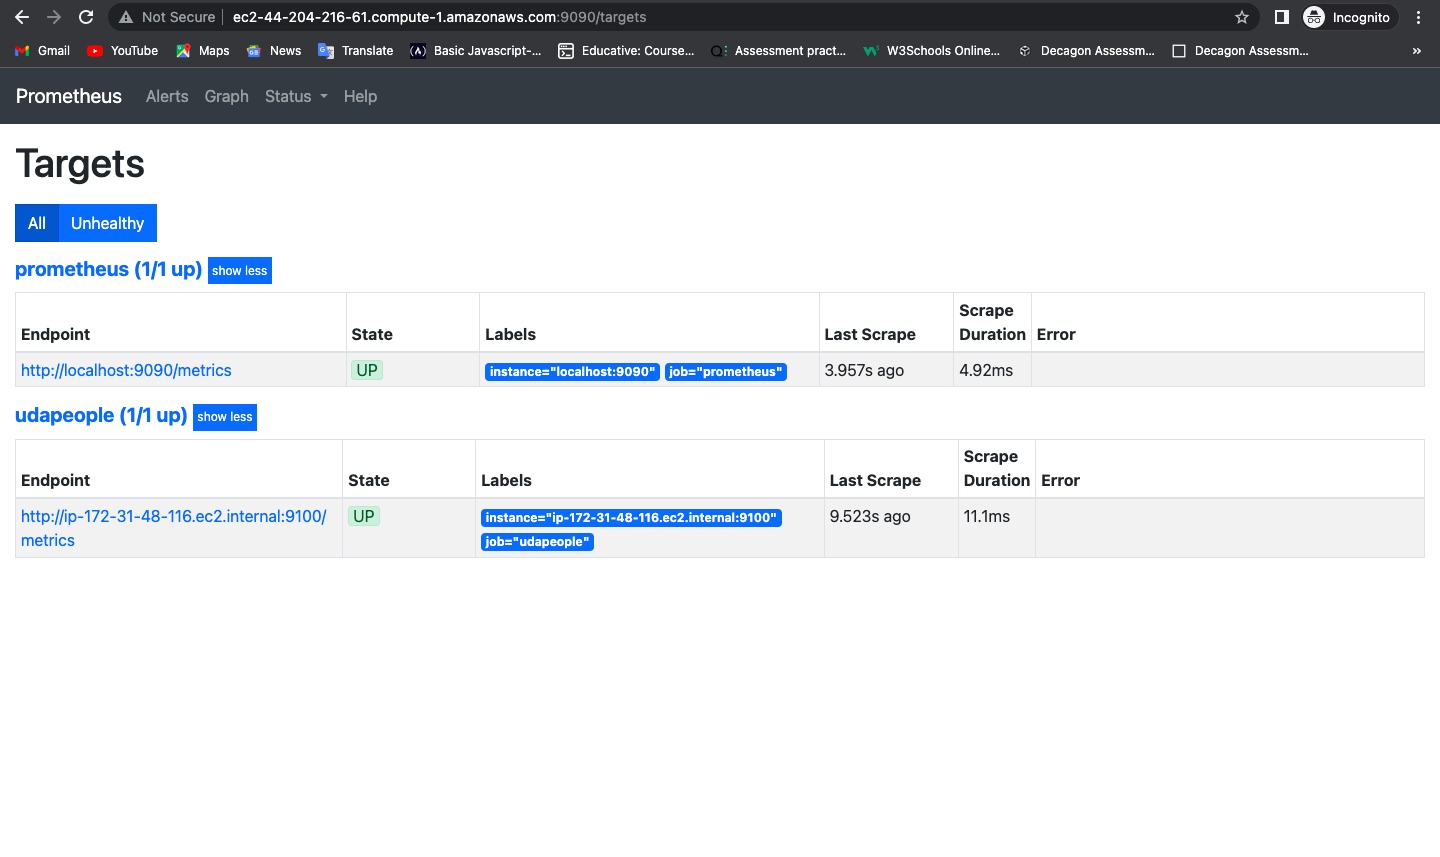 Not Secure ec2-44-204-216-61.compute-1.amazonaws.com:9090/targets Incognito
Gmail YouTube Maps News Translate Basic Javascript-... Educative: Course... Assessment pract... W3Schools Online... Decagon Assessm... Decagon Assessm... »
Prometheus Alerts Graph Status Help
Targets
All Unhealthy
prometheus (1/1 up) show less
Endpoint State Labels Last Scrape Scrape Duration Error
http://localhost:9090/metrics UP instance="localhost:9090" job="prometheus" 3.957s ago 4.92ms
udapeople (1/1 up) show less
Endpoint State Labels Last Scrape Scrape Duration Error
http://ip-172-31-48-116.ec2.internal:9100/ UP instance="ip-172-31-48-116.ec2.internal:9100" 9.523s ago 11.1ms
metrics job="udapeople"